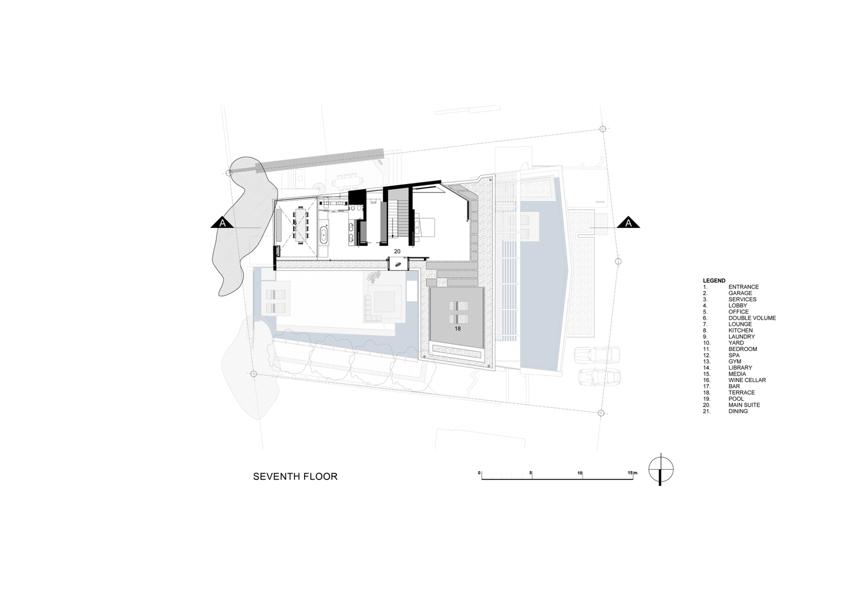 A
A
20
18
LEGEND
1. ENTRANCE
2. GARAGE
3. SERVICES
4. LOBBY
5. OFFICE
6. DOUBLE VOLUME
7. LOUNGE
8. KITCHEN
9. LAUNDRY
10. YARD
11. BEDROOM
12. SPA
13. GYM
14. LIBRARY
15. MEDIA
16. WINE CELLAR
17. BAR
18. TERRACE
19. POOL
20. MAIN SUITE
21. DINING
SEVENTH FLOOR
0 5 10 15m